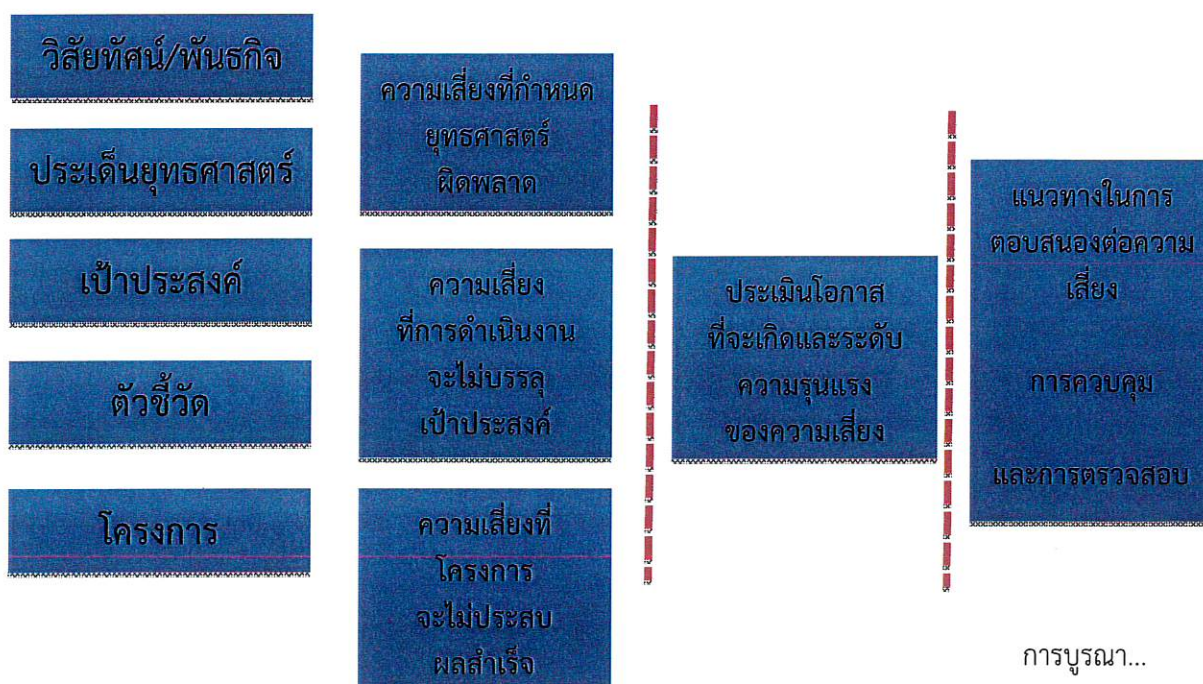 วิสัยทัศน์/พันธกิจ
ประเด็นยุทธศาสตร์
เป้าประสงค์
ตัวชี้วัด
โครงการ
ความเสี่ยงที่กำหนด
ยุทธศาสตร์
ผิดพลาด
ความเสี่ยง
ที่การดำเนินงาน
จะไม่บรรลุ
เป้าประสงค์
ความเสี่ยงที่
โครงการ
จะไม่ประสบ
ผลสำเร็จ
ประเมินโอกาส
ที่จะเกิดและระดับ
ความรุนแรง
ของความเสี่ยง
แนวทางในการ
ตอบสนองต่อความ
เสี่ยง
การควบคุม
และการตรวจสอบ
การบูรณา...